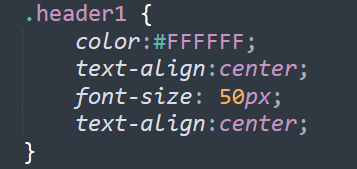 .header1 {
color:#FFFFFF;
text-align:center;
font-size: 50px;
text-align:center;
}